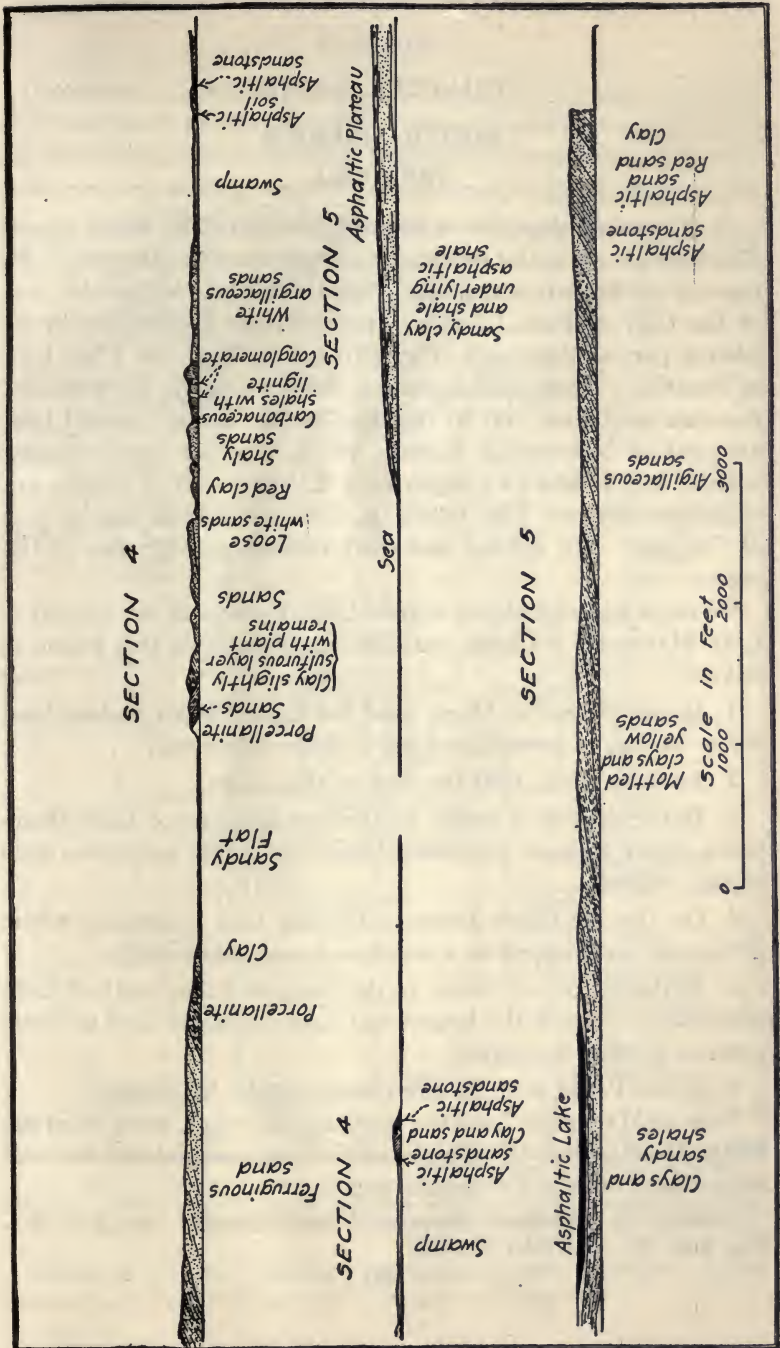 SECTION 4
Ferruginous
sand
Porcellanite
Clay
Sandy
Flat
Porcellanite
Sands
Clay slightly
sulfurous layer
with plant
remains
Sands
Loose
white sands
Red clay
Shaly
sands
Carbonaceous
shales with
lignite
Conglomerate
White
argillaceous
sands
Swamp
Asphaltic
soil
Asphaltic
sandstone
SECTION 4
Swamp
Asphaltic
sandstone
Clay and sand
Asphaltic
sandstone
SECTION 5
Sea
Asphaltic Plateau
Sandy clay
and shale
underlying
asphaltic
shale
SECTION 5
Asphaltic Lake
Clays and
sandy
shales
Mottled
clays and
yellow
sands
Argillaceous
sands
Asphaltic
sandstone
Asphaltic
sand
Red sand
Clay
0 1000 2000 3000
Scale in Feet